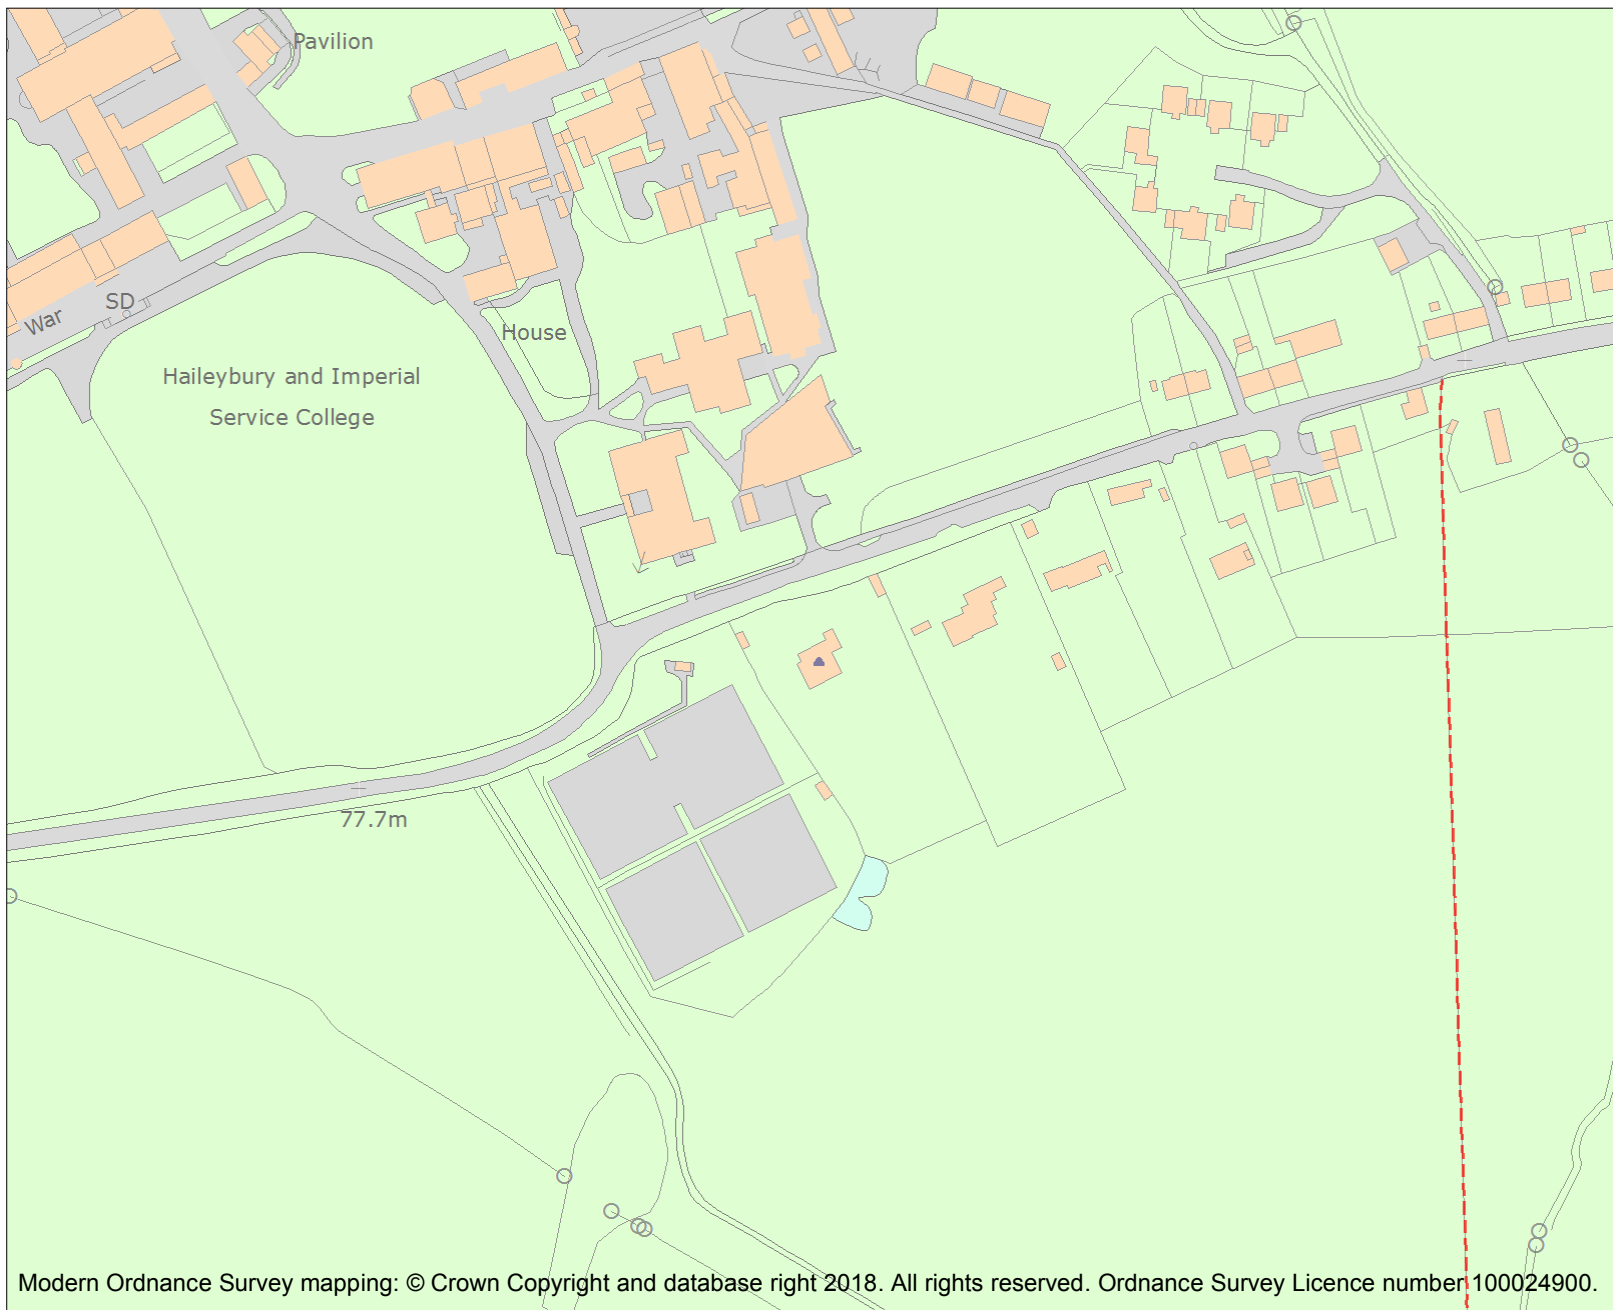 Pavilion
SD
War
House
Haileybury and Imperial
Service College
77.7m
Modern Ordnance Survey mapping: © Crown Copyright and database right 2018. All rights reserved. Ordnance Survey Licence number 100024900.